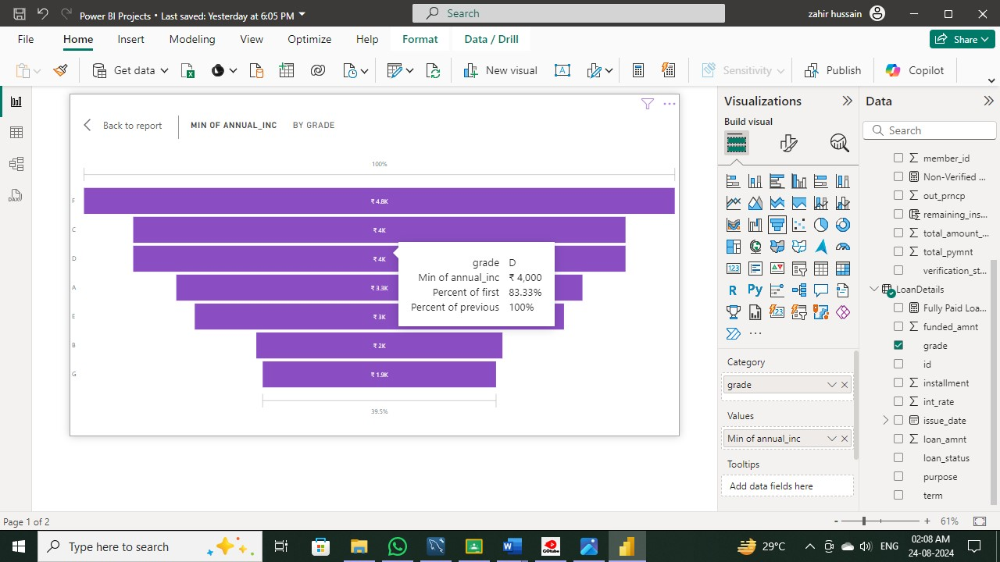 Power BI Projects • Last saved: Yesterday at 6:05 PM
Search
zahir hussain
File
Home
Insert
Modeling
View
Optimize
Help
Format
Data / Drill
Share
Get data
New visual
Sensitivity
Publish
Copilot
Back to report
MIN OF ANNUAL_INC
BY GRADE
100%
F
₹ 4.8K
C
₹ 4K
D
₹ 4K
A
₹ 3.3K
E
₹ 3K
B
₹ 2K
G
₹ 1.9K
39.5%
grade D
Min of annual_inc ₹ 4,000
Percent of first 83.33%
Percent of previous 100%
Visualizations
Build visual
123
R
Py
123
Category
grade
Values
Min of annual_inc
Tooltips
Add data fields here
Data
Search
member_id
Non-Verified ...
out_prncp
remaining_ins...
total_amount_...
total_pymnt
verification_st...
LoanDetails
Fully Paid Loa...
funded_amnt
grade
id
installment
int_rate
issue_date
loan_amnt
loan_status
purpose
term
DAX
Page 1 of 2
- + 61%
Type here to search
GOtube
29°C
ENG
02:08 AM
24-08-2024